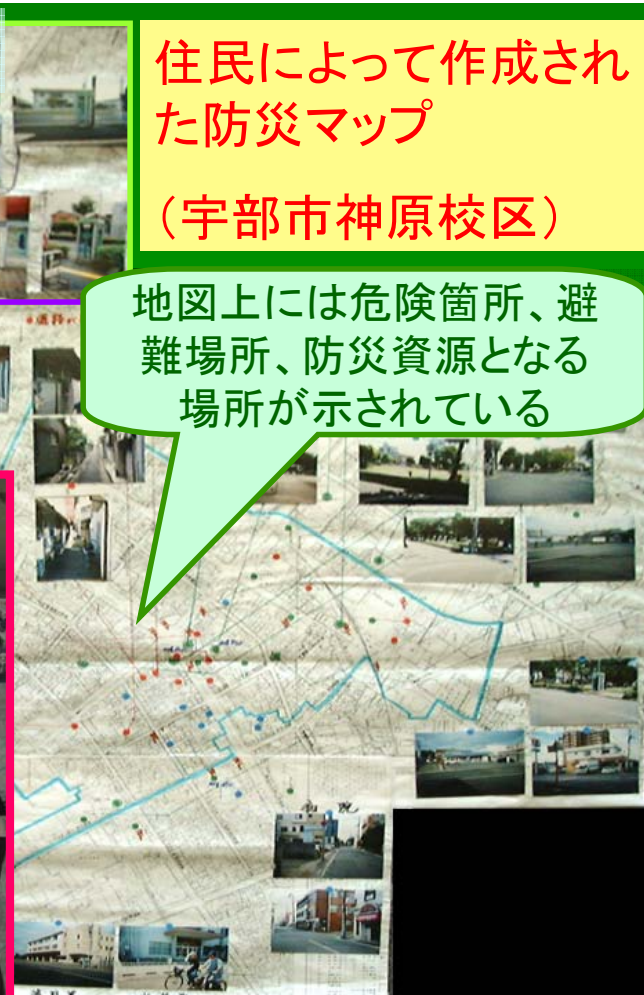 住民によって作成され
た防災マップ
（宇部市神原校区）
地図上には危険箇所、避
難場所、防災資源となる
場所が示されている
病院